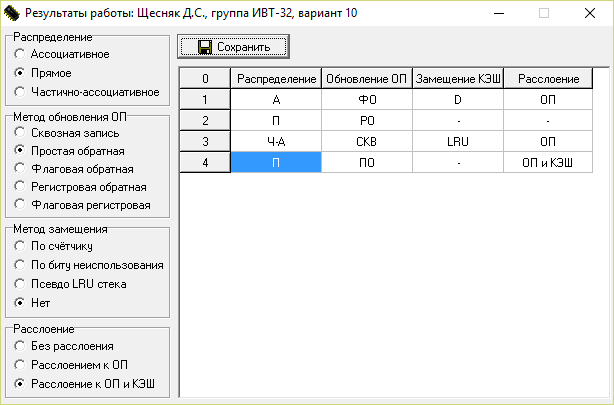 Результаты работы: Щесняк Д.С., группа ИВТ-32, вариант 10
Распределение
Ассоциативное
Прямое
Частично-ассоциативное
Метод обновления ОП
Сквозная запись
Простая обратная
Флаговая обратная
Регистровая обратная
Флаговая регистровая
Метод замещения
По счётчику
По биту неиспользования
Псевдо LRU стека
Нет
Расслоение
Без расслоения
Расслоением к ОП
Расслоение к ОП и КЭШ
Сохранить
0 Распределение Обновление ОП Замещение КЭШ Расслоение
1 А ФО D ОП
2 П РО - -
3 Ч-А СКВ LRU ОП
4 П ПО - ОП и КЭШ